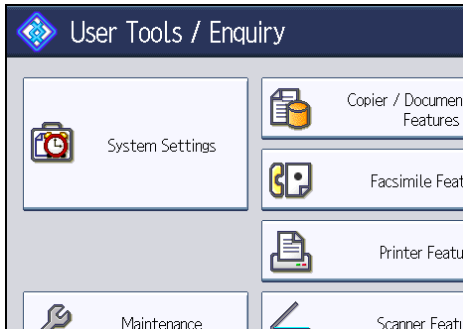 User Tools / Enquiry
Copier / Documen
Features
System Settings
Facsimile Feat
Printer Featu
Maintenance
Scanner Featu